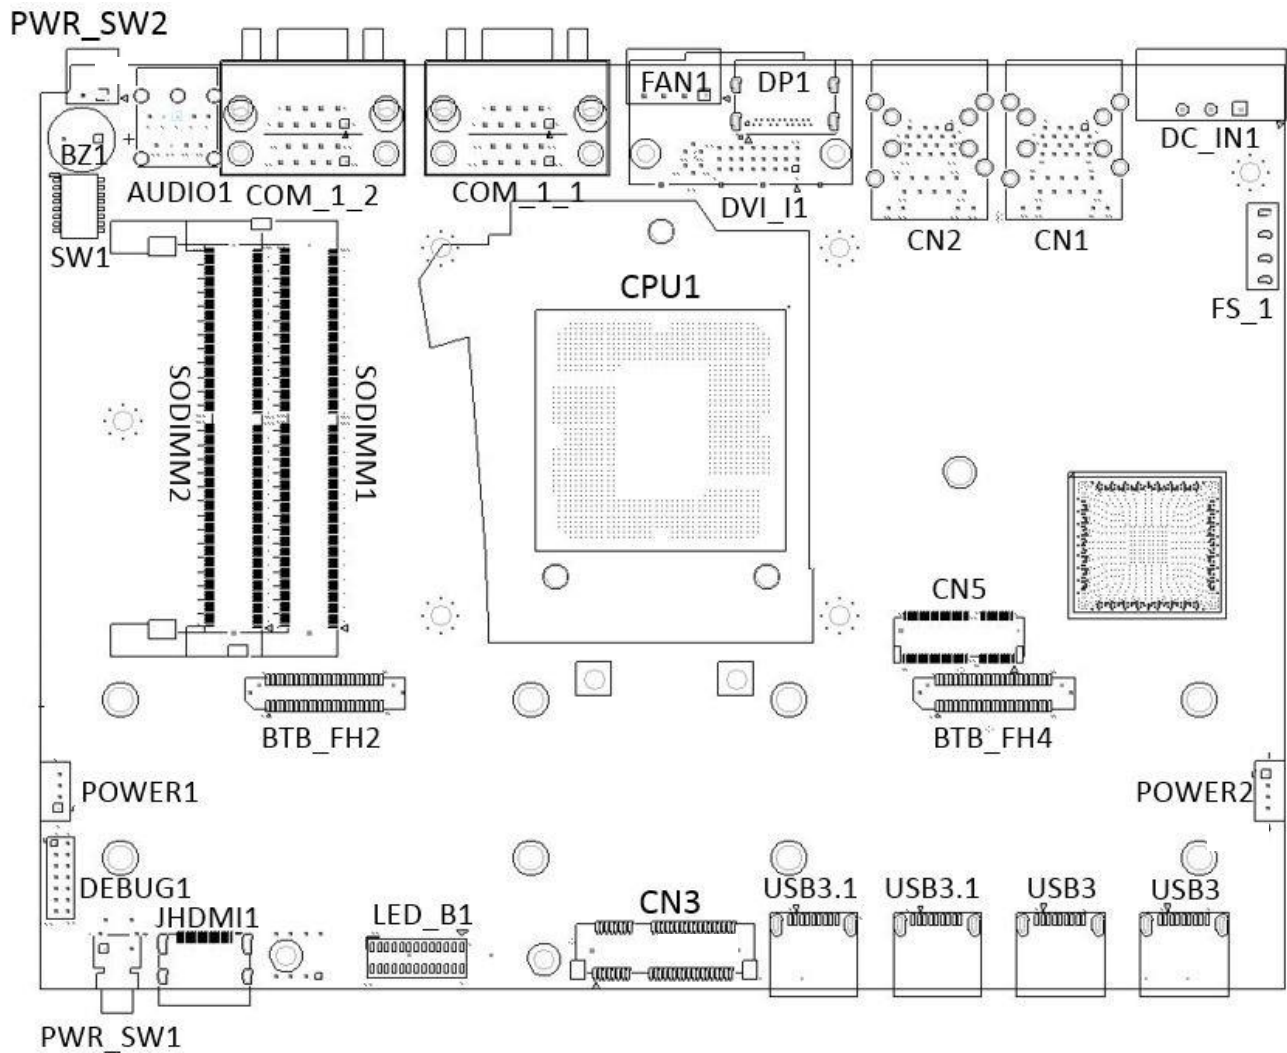 PWR_SW2
FAN1
DP1
DC_IN1
BZ1
AUDIO1
COM_1_2
COM_1_1
DVI_I1
CN2
CN1
SW1
CPU1
FS_1
SODIMM2
SODIMM1
CN5
BTB_FH2
BTB_FH4
POWER1
POWER2
DEBUG1
JHDMI1
LED_B1
CN3
USB3.1
USB3.1
USB3
USB3
PWR_SW1